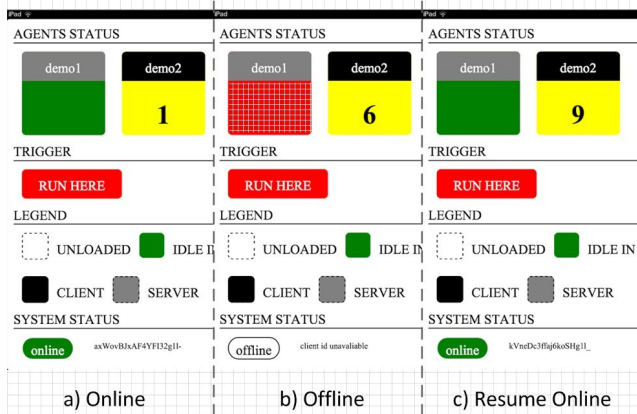 iPad
AGENTS STATUS
demo1
demo2
1
TRIGGER
RUN HERE
LEGEND
UNLOADED
IDLE I
CLIENT
SERVER
SYSTEM STATUS
online
axWovBJxAF4YFI32g1I-
a) Online
iPad
AGENTS STATUS
demo1
demo2
6
TRIGGER
RUN HERE
LEGEND
UNLOADED
IDLE IN
CLIENT
SERVER
SYSTEM STATUS
offline
client id unavaliable
b) Offline
iPad
AGENTS STATUS
demo1
demo2
9
TRIGGER
RUN HERE
LEGEND
UNLOADED
IDLE IN
CLIENT
SERVER
SYSTEM STATUS
online
kVneDc3ffaj6koSHg1l_
c) Resume Online